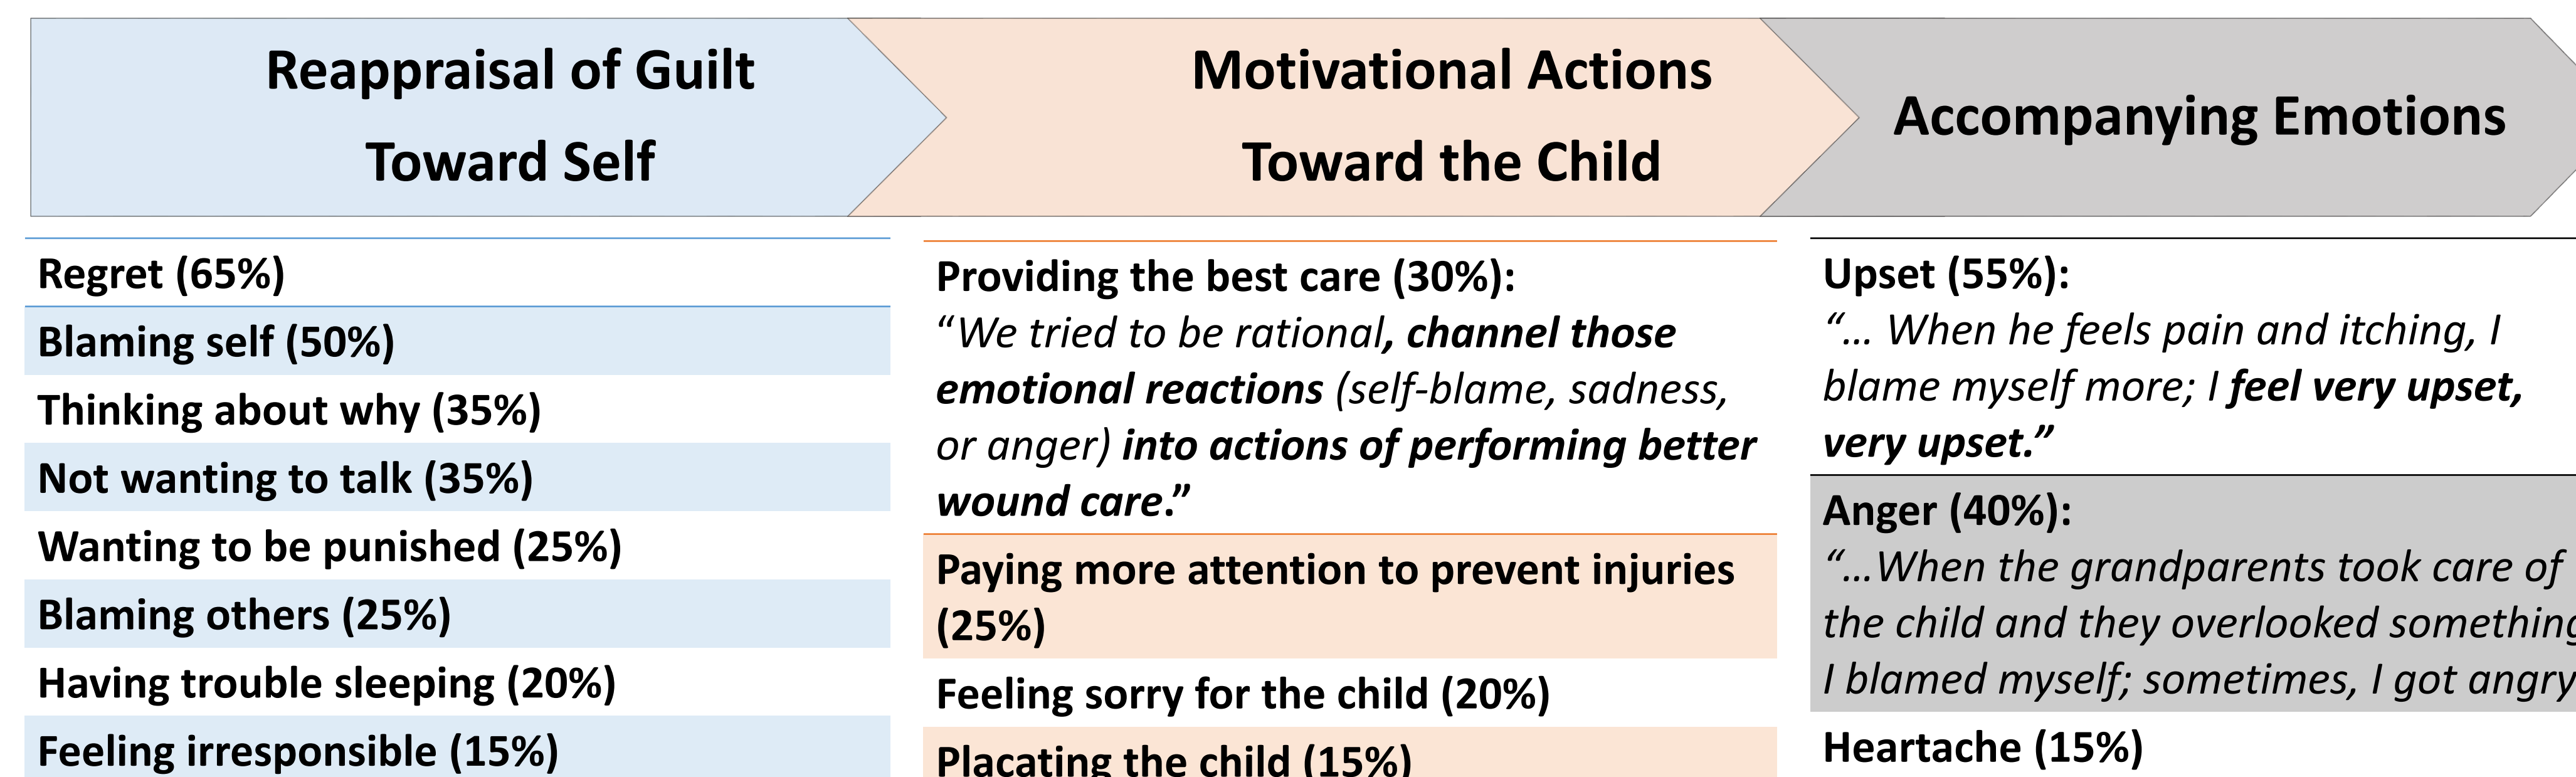 Reappraisal of Guilt
Toward Self
Motivational Actions
Toward the Child
Accompanying Emotions
Regret (65%)
Blaming self (50%)
Thinking about why (35%)
Not wanting to talk (35%)
Wanting to be punished (25%)
Blaming others (25%)
Having trouble sleeping (20%)
Feeling irresponsible (15%)
Providing the best care (30%):
“We tried to be rational, channel those
emotional reactions (self-blame, sadness,
or anger) into actions of performing better
wound care.”
Paying more attention to prevent injuries
(25%)
Feeling sorry for the child (20%)
Placating the child (15%)
Upset (55%):
“… When he feels pain and itching, I
blame myself more; I feel very upset,
very upset.”
Anger (40%):
“…When the grandparents took care of
the child and they overlooked something
I blamed myself; sometimes, I got angry
Heartache (15%)